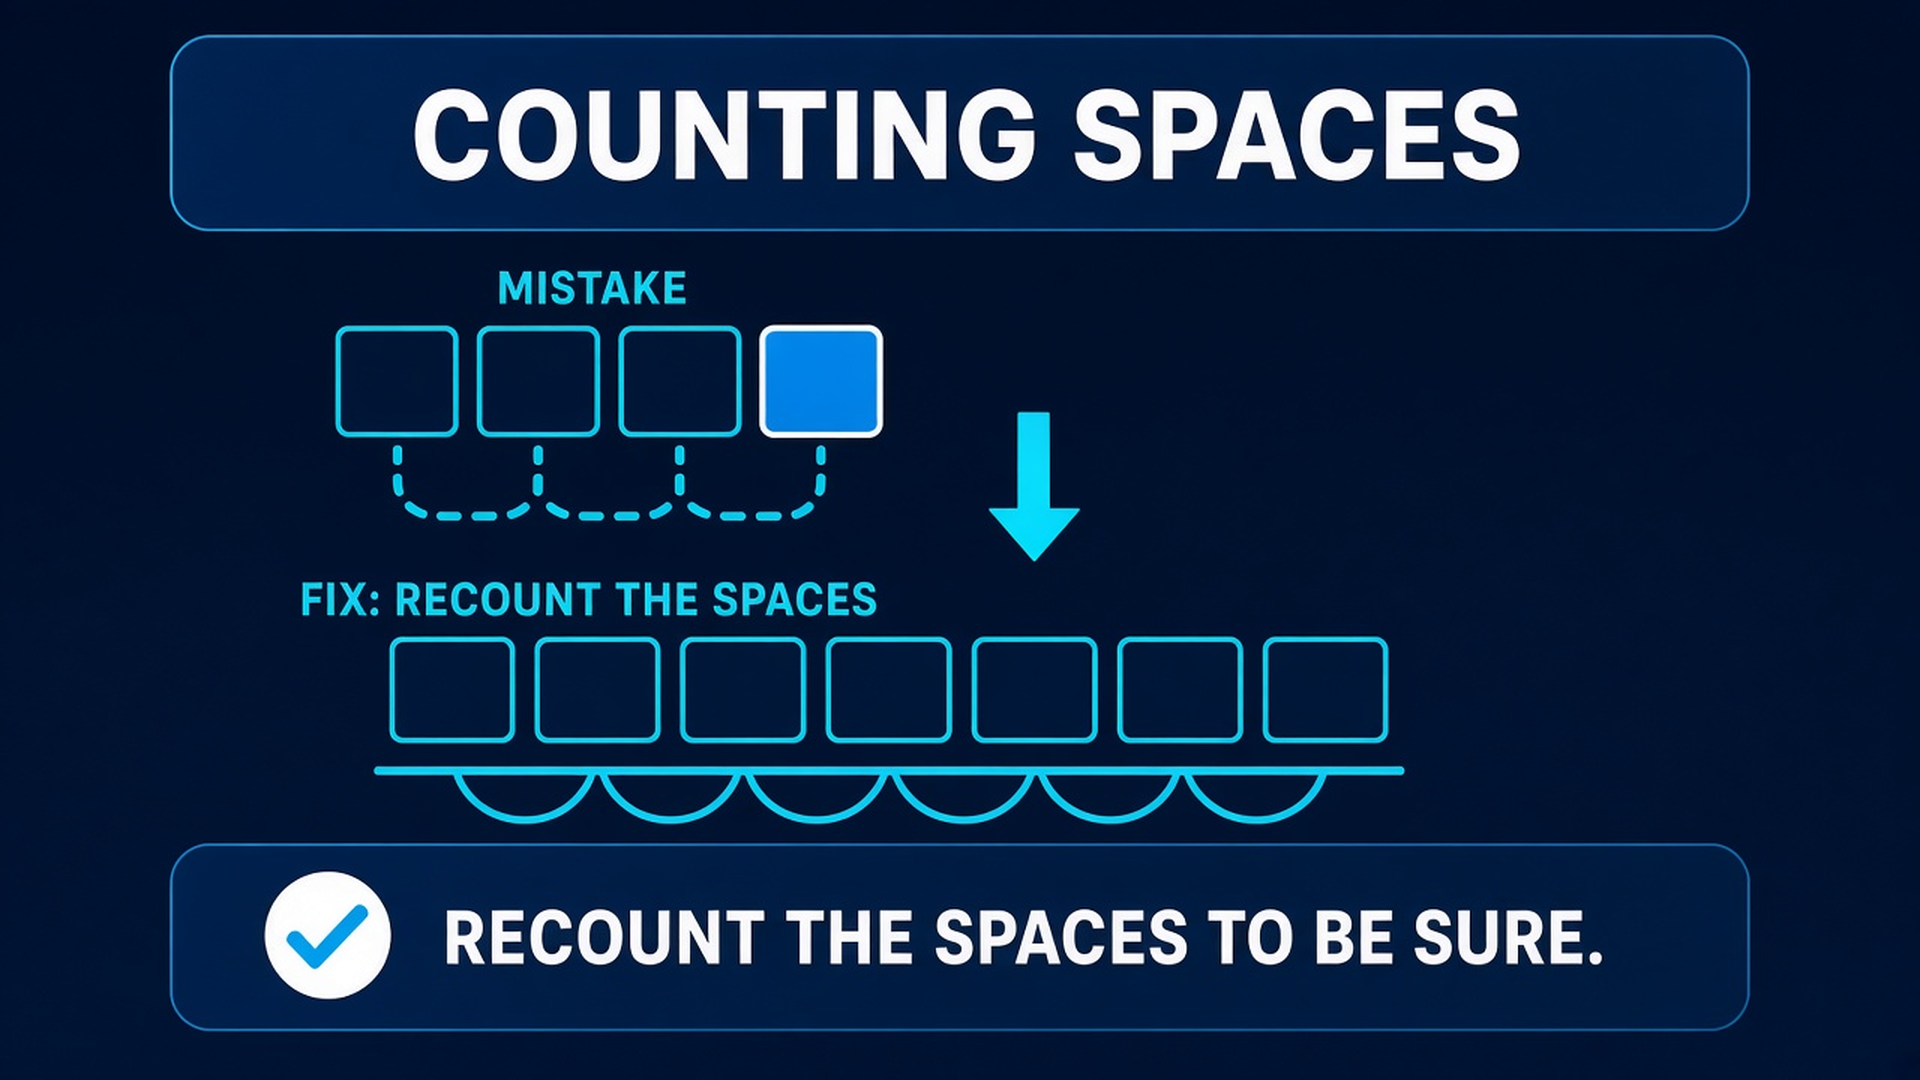 COUNTING SPACES
MISTAKE
FIX: RECOUNT THE SPACES
RECOUNT THE SPACES TO BE SURE.